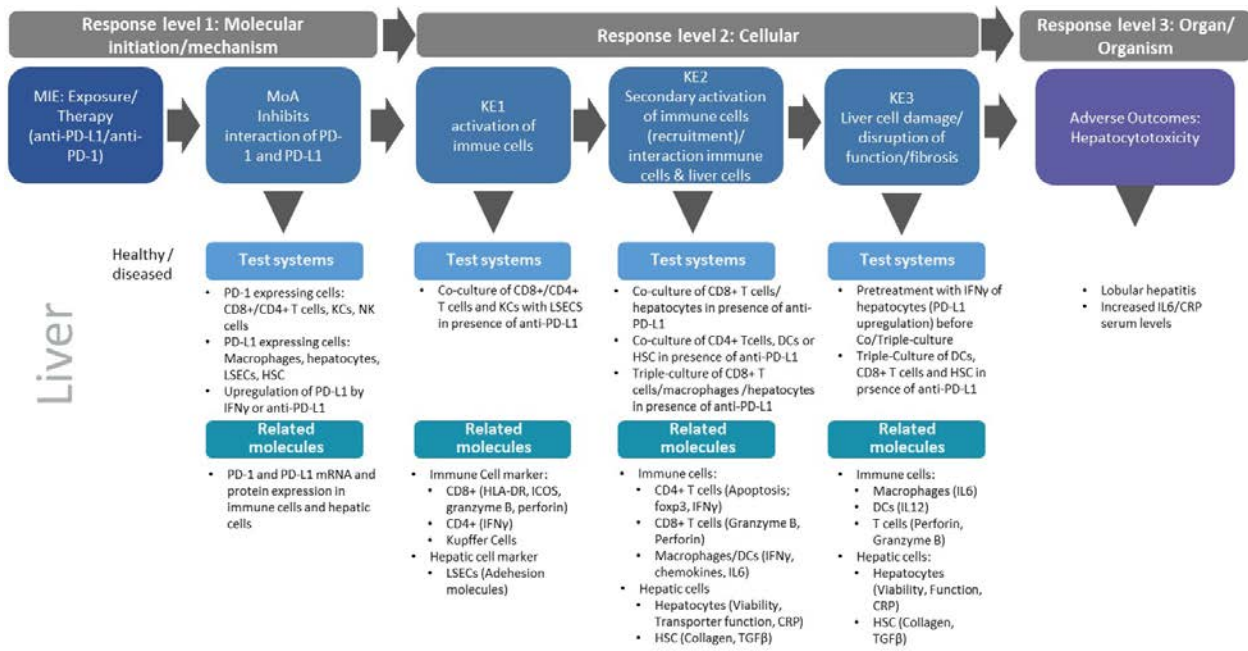 Response level 1: Molecular
initiation/mechanism
Response level 2: Cellular
Response level 3: Organ/
Organism
MIE: Exposure/
Therapy
(anti-PD-L1/anti-
PD-1)
MoA
Inhibits
interaction of PD-
1 and PD-L1
KE1
activation of
immue cells
KE2
Secondary activation
of immune cells
(recruitment)/
interaction immune
cells & liver cells
KE3
Liver cell damage/
disruption of
function/fibrosis
Adverse Outcomes:
Hepatocytotoxicity
Liver
Healthy/
diseased
Test systems
• PD-1 expressing cells:
CD8+/CD4+ T cells, KCs, NK
cells
• PD-L1 expressing cells:
Macrophages, hepatocytes,
LSECs, HSC
• Upregulation of PD-L1 by
IFNγ or anti-PD-L1
Related
molecules
• PD-1 and PD-L1 mRNA and
protein expression in
immune cells and hepatic
cells
Test systems
• Co-culture of CD8+/CD4+
T cells and KCs with LSECS
in presence of anti-PD-L1
Related
molecules
• Immune Cell marker:
• CD8+ (HLA-DR, ICOS,
granzyme B, perforin)
• CD4+ (IFNγ)
• Kupffer Cells
• Hepatic cell marker
• LSECs (Adehesion
molecules)
Test systems
• Co-culture of CD8+ T cells/
hepatocytes in presence of anti-
PD-L1
• Co-culture of CD4+ Tcells, DCs or
HSC in presence of anti-PD-L1
• Triple-culture of CD8+ T
cells/macrophages /hepatocytes
in presence of anti-PD-L1
Related
molecules
• Immune cells:
• CD4+ T cells (Apoptosis;
foxp3, IFNγ)
• CD8+ T cells (Granzyme B,
Perforin)
• Macrophages/DCs (IFNγ,
chemokines, IL6)
• Hepatic cells
• Hepatocytes (Viability,
Transporter function, CRP)
• HSC (Collagen, TGFβ)
Test systems
• Pretreatment with IFNγ of
hepatocytes (PD-L1
upregulation) before
Co/Triple-culture
• Triple-Culture of DCs,
CD8+ T cells and HSC in
prsence of anti-PD-L1
Related
molecules
• Immune cells:
• Macrophages (IL6)
• DCs (IL12)
• T cells (Perforin,
Granzyme B)
• Hepatic cells:
• Hepatocytes
(Viability, Function,
CRP)
• HSC (Collagen,
TGFβ)
• Lobular hepatitis
• Increased IL6/CRP
serum levels